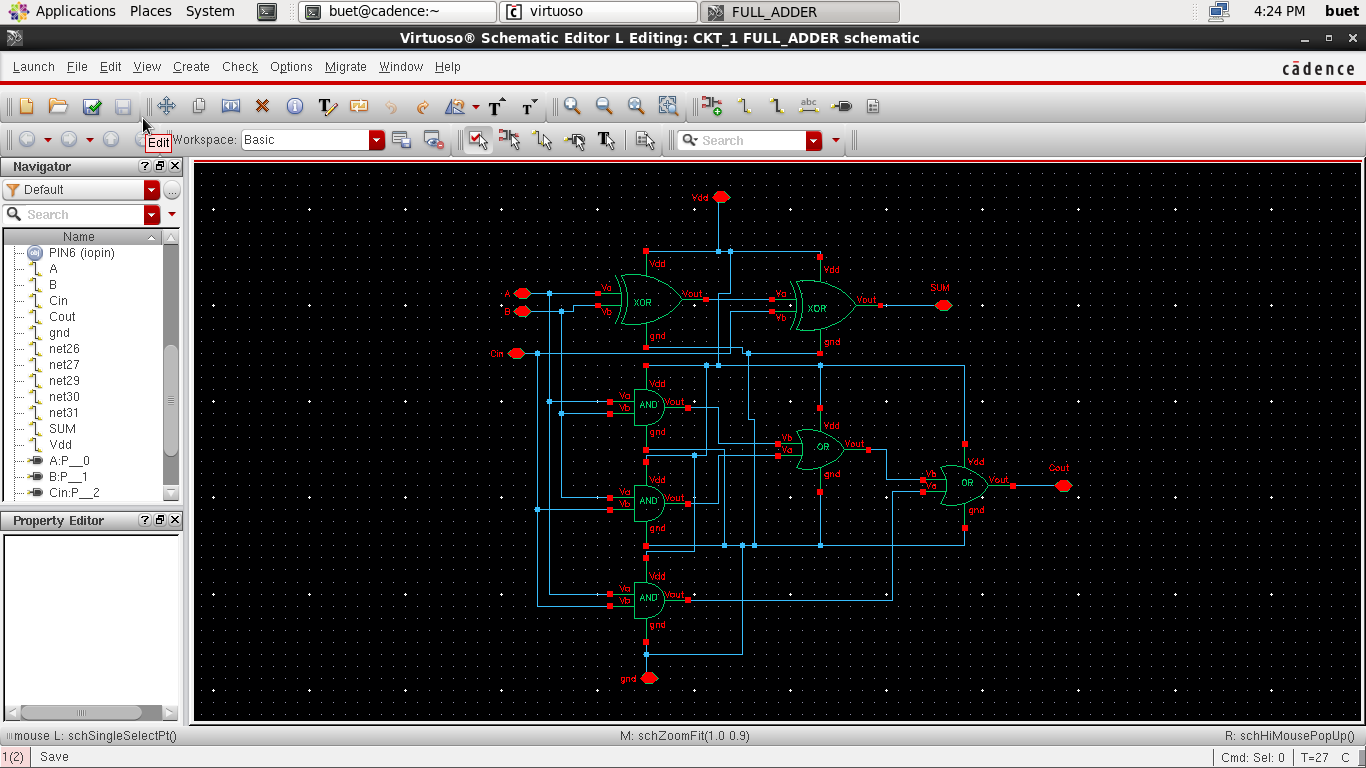 Applications Places System buet@cadence:~ virtuoso FULL_ADDER 4:24 PM buet
Virtuoso® Schematic Editor L Editing: CKT_1 FULL_ADDER schematic
Launch File Edit View Create Check Options Migrate Window Help cādence
abc
Edit Workspace: Basic Search
Navigator
Default
Search
Name
PIN6 (iopin)
A
B
Cin
Cout
gnd
net26
net27
net29
net30
net31
SUM
Vdd
A:P__0
B:P__1
Cin:P__2
Property Editor
Vdd
Vdd
Vdd
A Va XOR Vout Va XOR Vout SUM
B Vb Vb
gnd gnd
Cin
Vdd
Va AND Vout
Vb
gnd
Vdd
Vb OR Vout
Va
gnd
Vdd
Va AND Vout
Vb
gnd
Vdd Cout
Vb OR Vout
Va
gnd
Vdd
Va AND Vout
Vb
gnd
gnd
mouse L: schSingleSelectPt() M: schZoomFit(1.0 0.9) R: schHiMousePopUp()
1(2) Save Cmd: Sel: 0 T=27 C